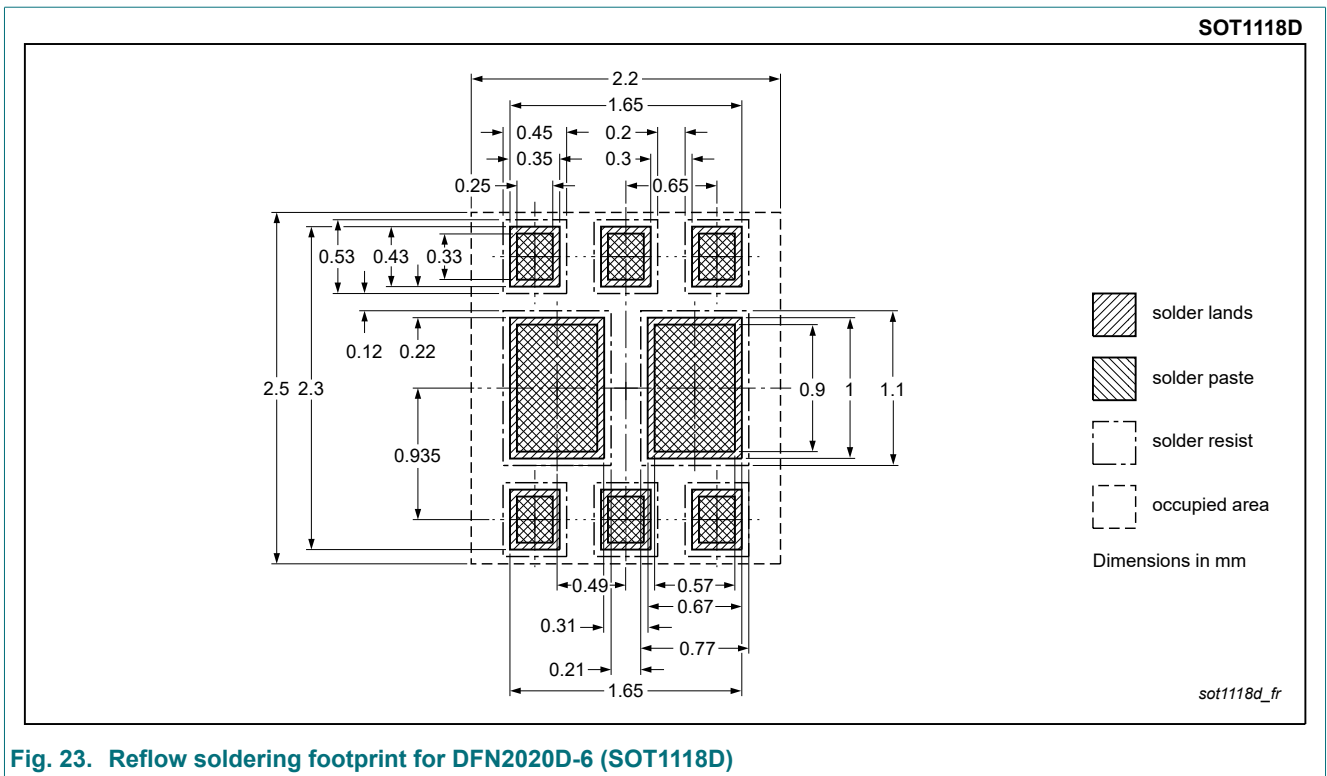 SOT1118D
2.2
1.65
0.45 0.2
0.35 0.3
0.25 0.65
0.53 0.43 0.33
0.12 0.22
2.5 2.3 0.9 1 1.1
0.935
0.49 0.57
0.67
0.31
0.77
0.21
1.65
solder lands
solder paste
solder resist
occupied area
Dimensions in mm
sot1118d_fr
Fig. 23. Reflow soldering footprint for DFN2020D-6 (SOT1118D)